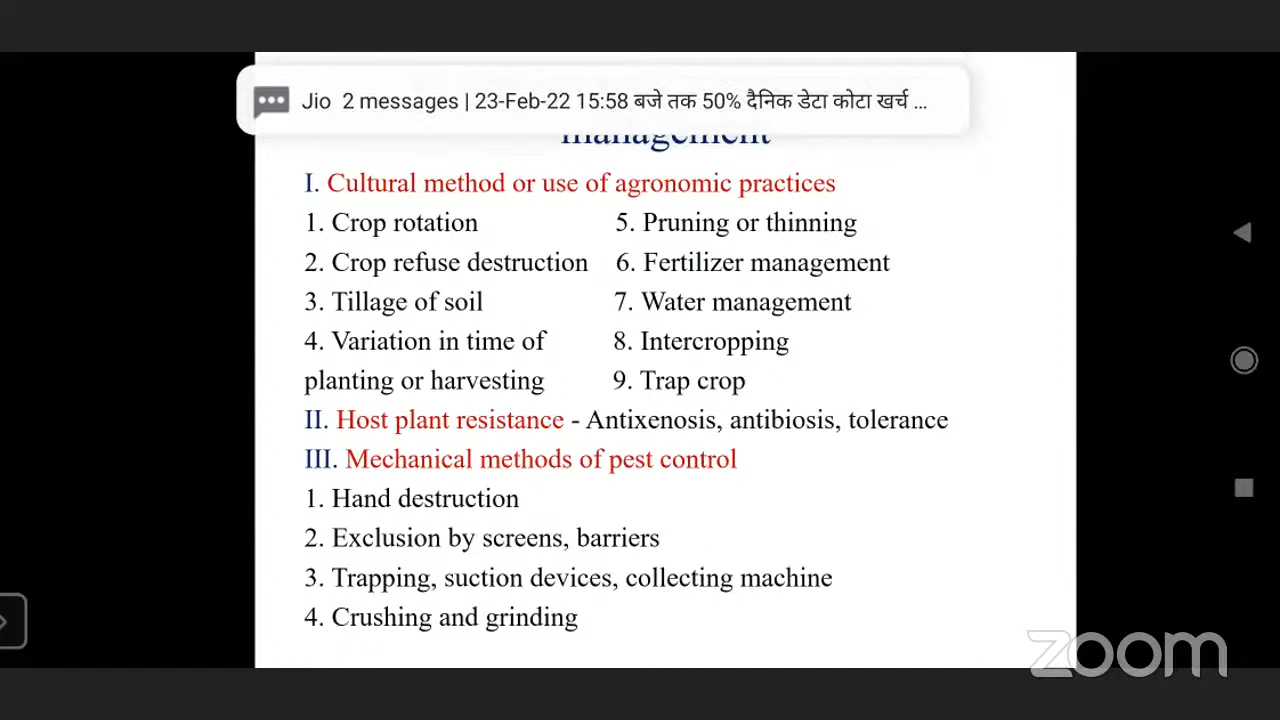 Jio 2 messages | 23-Feb-22 15:58 बजे तक 50% दैनिक डेटा कोटा खर्च ...
management
I. Cultural method or use of agronomic practices
1. Crop rotation 5. Pruning or thinning
2. Crop refuse destruction 6. Fertilizer management
3. Tillage of soil 7. Water management
4. Variation in time of 8. Intercropping
planting or harvesting 9. Trap crop
II. Host plant resistance - Antixenosis, antibiosis, tolerance
III. Mechanical methods of pest control
1. Hand destruction
2. Exclusion by screens, barriers
3. Trapping, suction devices, collecting machine
4. Crushing and grinding
zoom